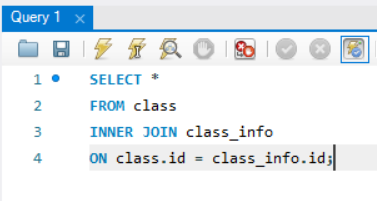 Query 1
1 SELECT *
2 FROM class
3 INNER JOIN class_info
4 ON class.id = class_info.id;